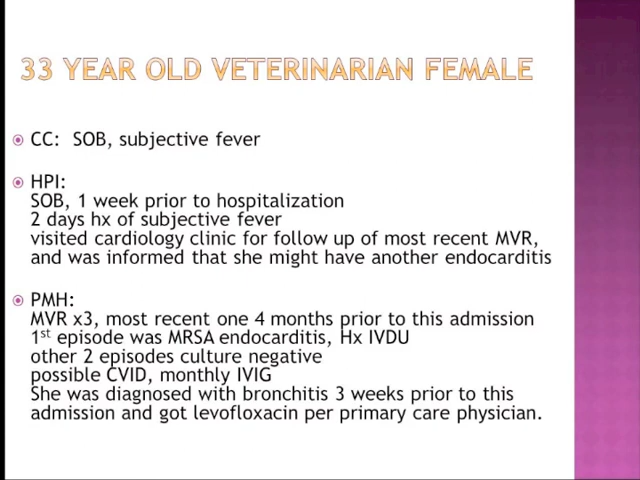 33 YEAR OLD VETERINARIAN FEMALE
CC: SOB, subjective fever
HPI:
SOB, 1 week prior to hospitalization
2 days hx of subjective fever
visited cardiology clinic for follow up of most recent MVR,
and was informed that she might have another endocarditis
PMH:
MVR x3, most recent one 4 months prior to this admission
1st episode was MRSA endocarditis, Hx IVDU
other 2 episodes culture negative
possible CVID, monthly IVIG
She was diagnosed with bronchitis 3 weeks prior to this
admission and got levofloxacin per primary care physician.